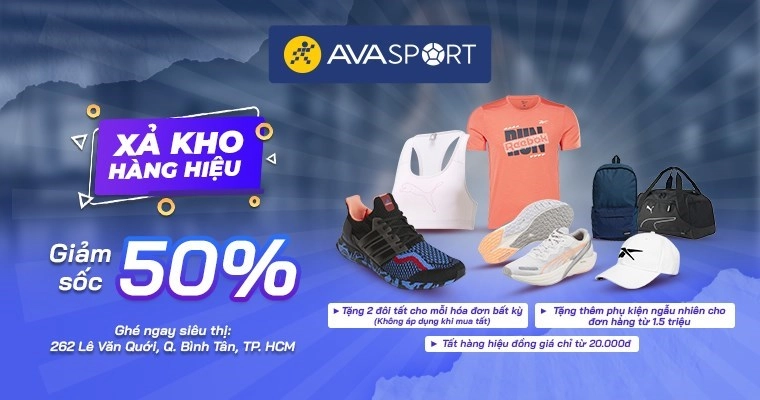 AVASPORT
XẢ KHO
HÀNG HIỆU
Giảm
sốc
50%
Ghé ngay siêu thị:
262 Lê Văn Quới, Q. Bình Tân, TP. HCM
RUN
Reebok
Tặng 2 đôi tất cho mỗi hóa đơn bất kỳ
(Không áp dụng khi mua tất)
Tặng thêm phụ kiện ngẫu nhiên cho
đơn hàng từ 1.5 triệu
Tất hàng hiệu đồng giá chỉ từ 20.000đ